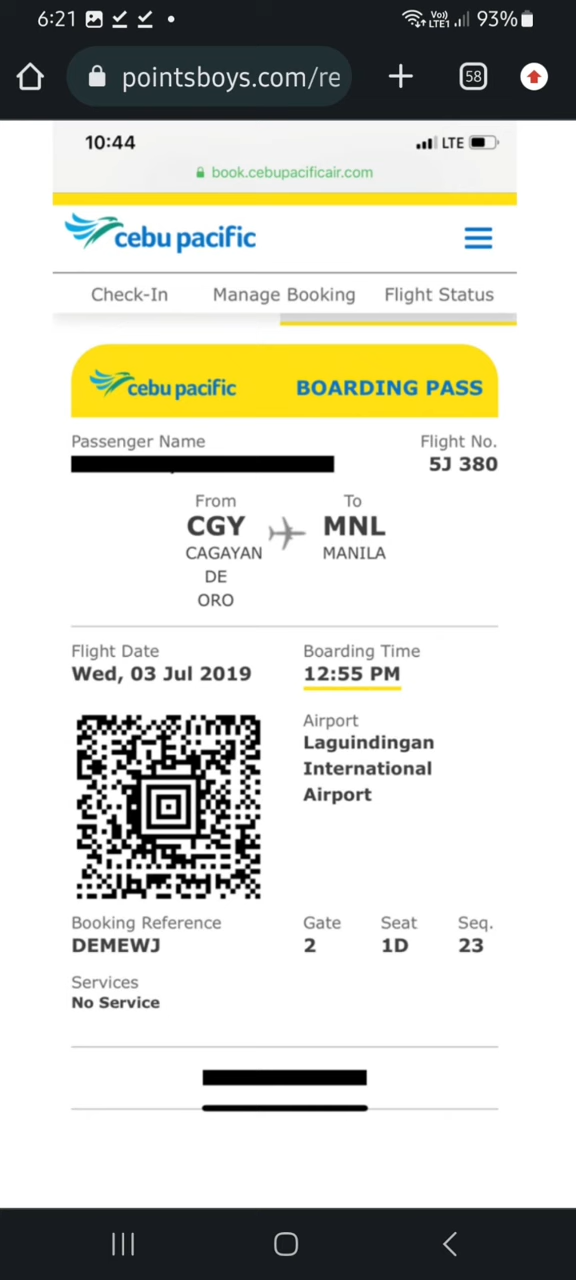 6:21 Vo) LTE1 93%
pointsboys.com/re 58
10:44 LTE
book.cebupacificair.com
cebu pacific
Check-In Manage Booking Flight Status
cebu pacific BOARDING PASS
Passenger Name Flight No.
5J 380
From To
CGY MNL
CAGAYAN MANILA
DE
ORO
Flight Date Boarding Time
Wed, 03 Jul 2019 12:55 PM
Airport
Laguindingan
International
Airport
Booking Reference Gate Seat Seq.
DEMEWJ 2 1D 23
Services
No Service